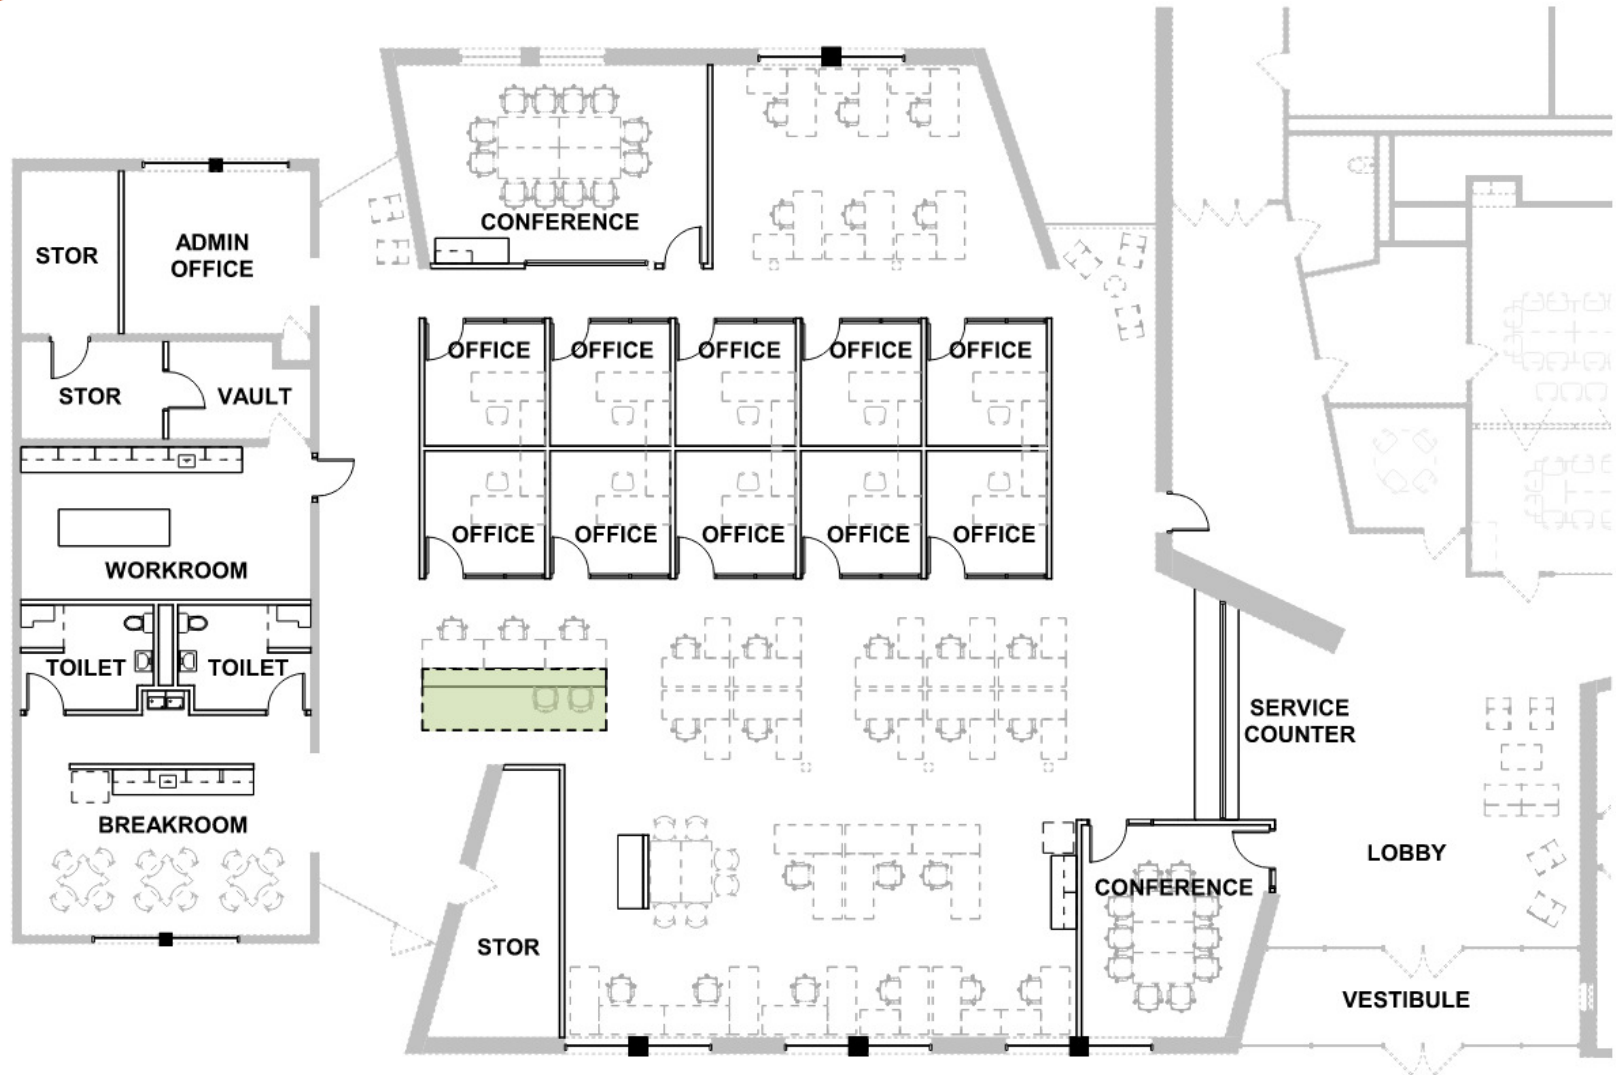 CONFERENCE
STOR
ADMIN
OFFICE
OFFICE
OFFICE
OFFICE
OFFICE
OFFICE
STOR
VAULT
OFFICE
OFFICE
OFFICE
OFFICE
OFFICE
WORKROOM
TOILET
TOILET
SERVICE
COUNTER
BREAKROOM
LOBBY
CONFERENCE
STOR
VESTIBULE